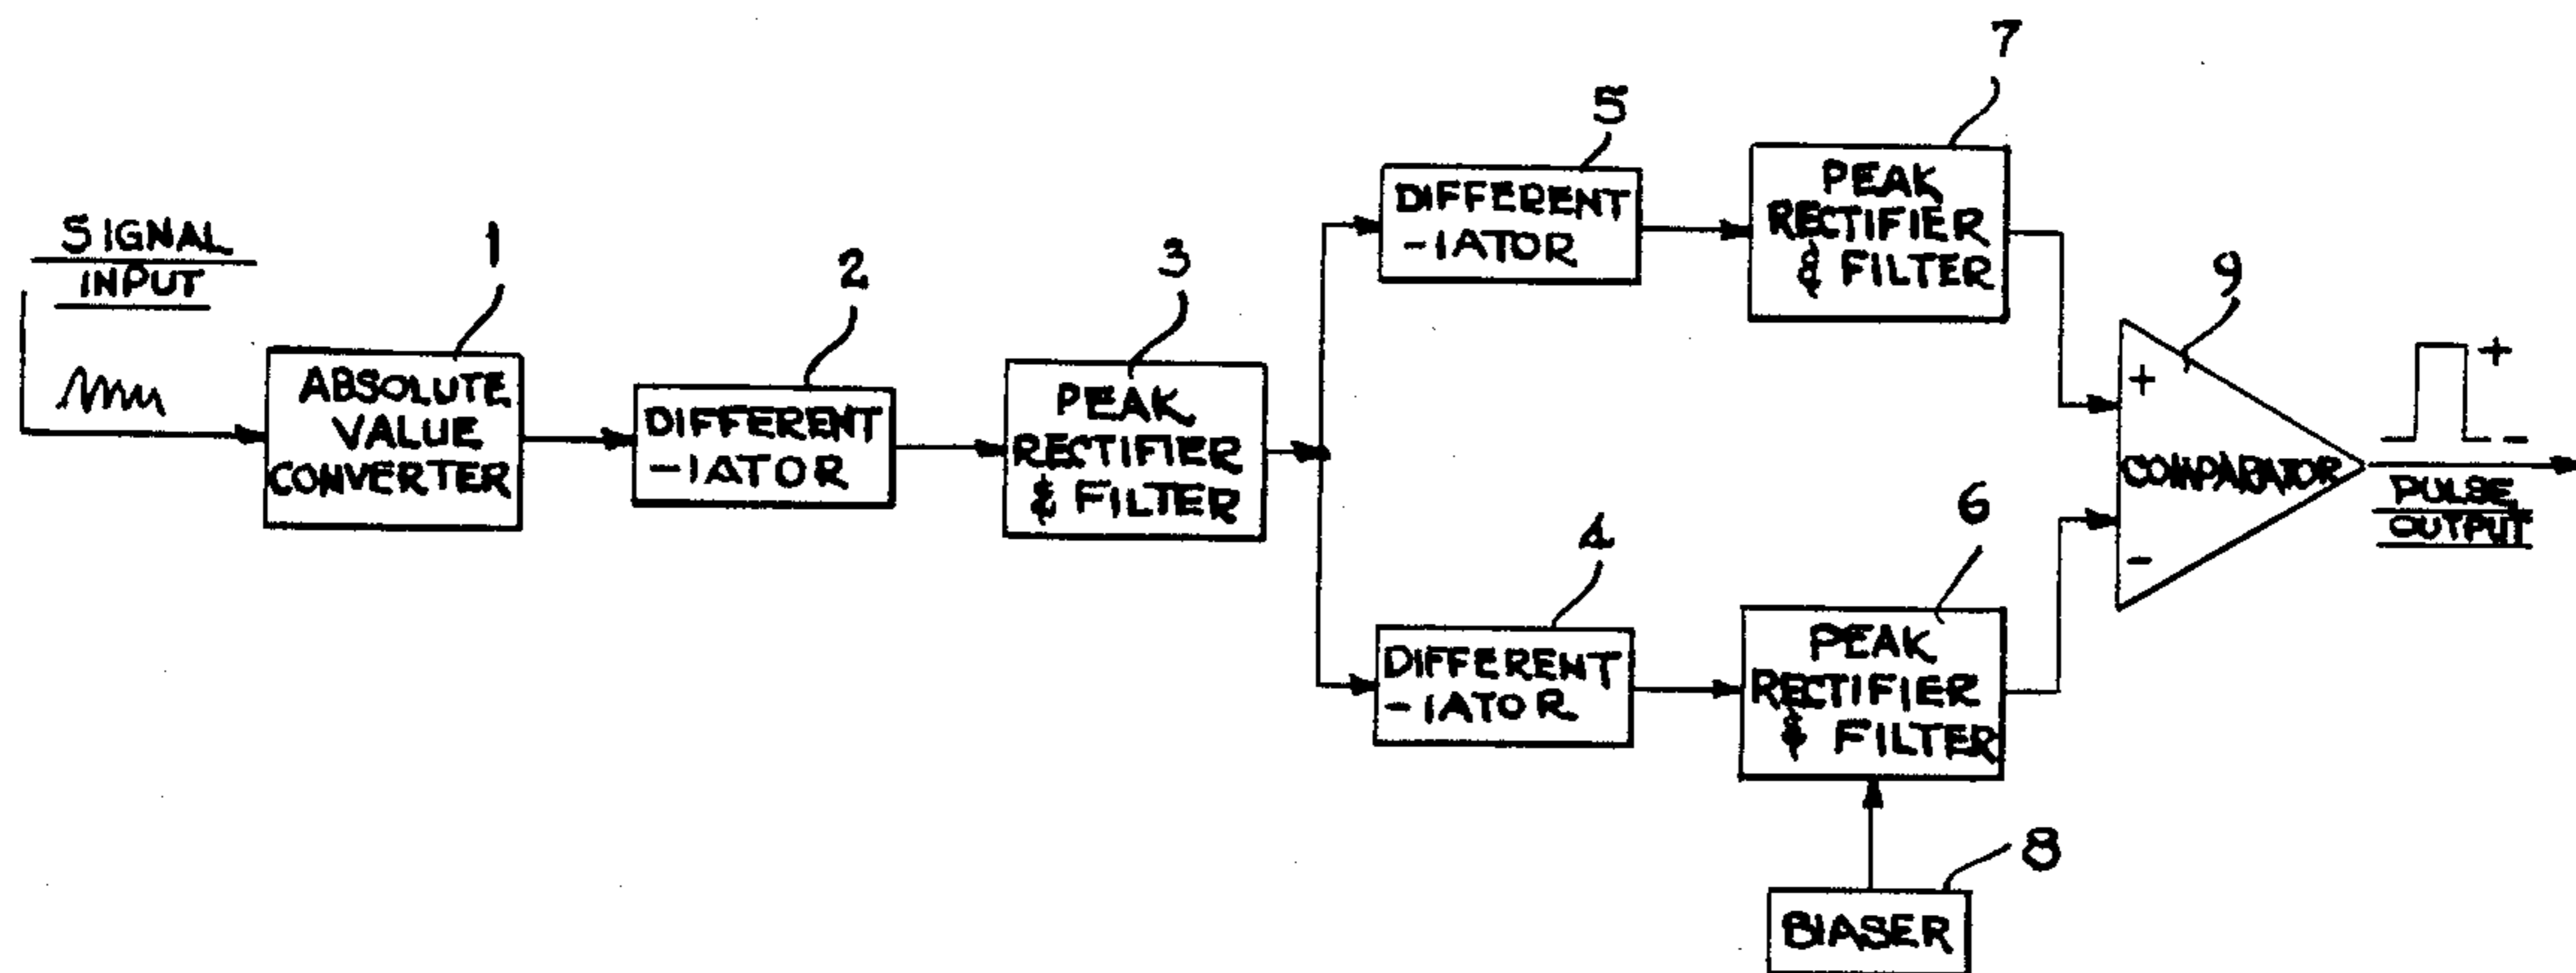 SIGNAL
INPUT
1
ABSOLUTE
VALUE
CONVERTER
2
DIFFERENT
-IATOR
3
PEAK
RECTIFIER
& FILTER
5
DIFFERENT
-IATOR
7
PEAK
RECTIFIER
& FILTER
4
DIFFERENT
-IATOR
6
PEAK
RECTIFIER
& FILTER
8
BIASER
9
+
COMPARATOR
-
+
-
PULSE
OUTPUT